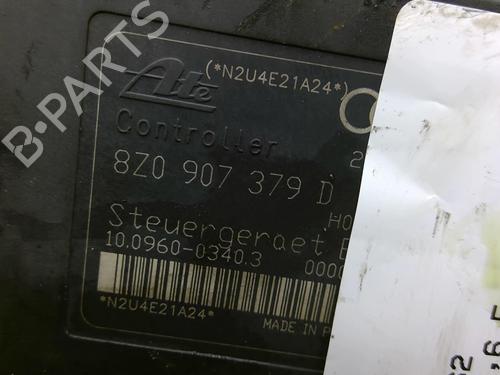 B-PARTS
(*N2U4E21A24*)
Ate
Controller
8Z0 907 379 D
Steuergeraet
10.0960-0340.3
*N2U4E21A24*
MADE IN